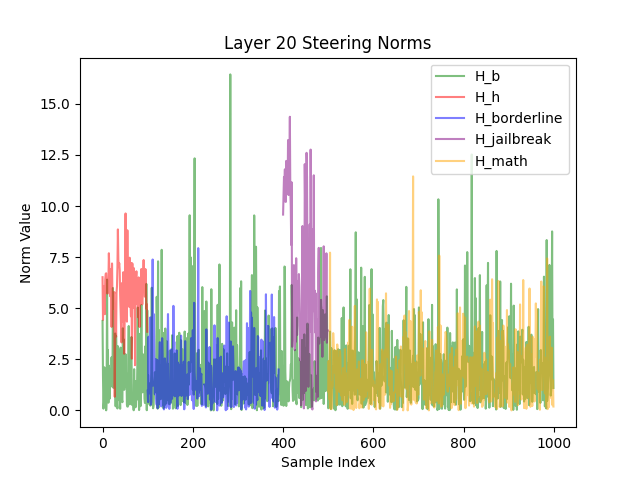 Layer 20 Steering Norms
H_b
H_h
H_borderline
H_jailbreak
H_math
Norm Value
15.0
12.5
10.0
7.5
5.0
2.5
0.0
0
200
400
600
800
1000
Sample Index